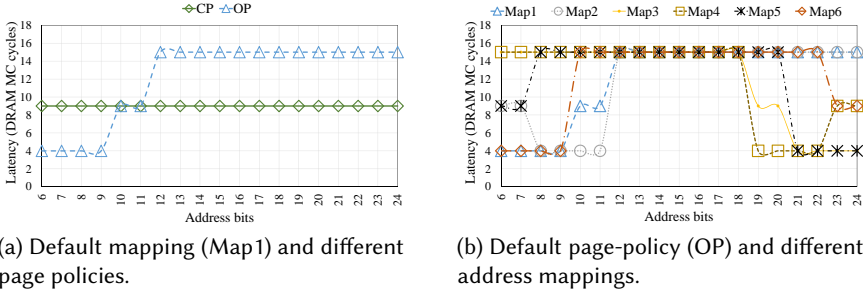 CP OP
Latency (DRAM MC cycles)
18
16
14
12
10
8
6
4
2
0
6 7 8 9 10 11 12 13 14 15 16 17 18 19 20 21 22 23 24
Address bits
(a) Default mapping (Map1) and different
page policies.
Map1 Map2 Map3 Map4 Map5 Map6
Latency (DRAM MC cycles)
18
16
14
12
10
8
6
4
2
0
6 7 8 9 10 11 12 13 14 15 16 17 18 19 20 21 22 23 24
Address bits
(b) Default page-policy (OP) and different
address mappings.